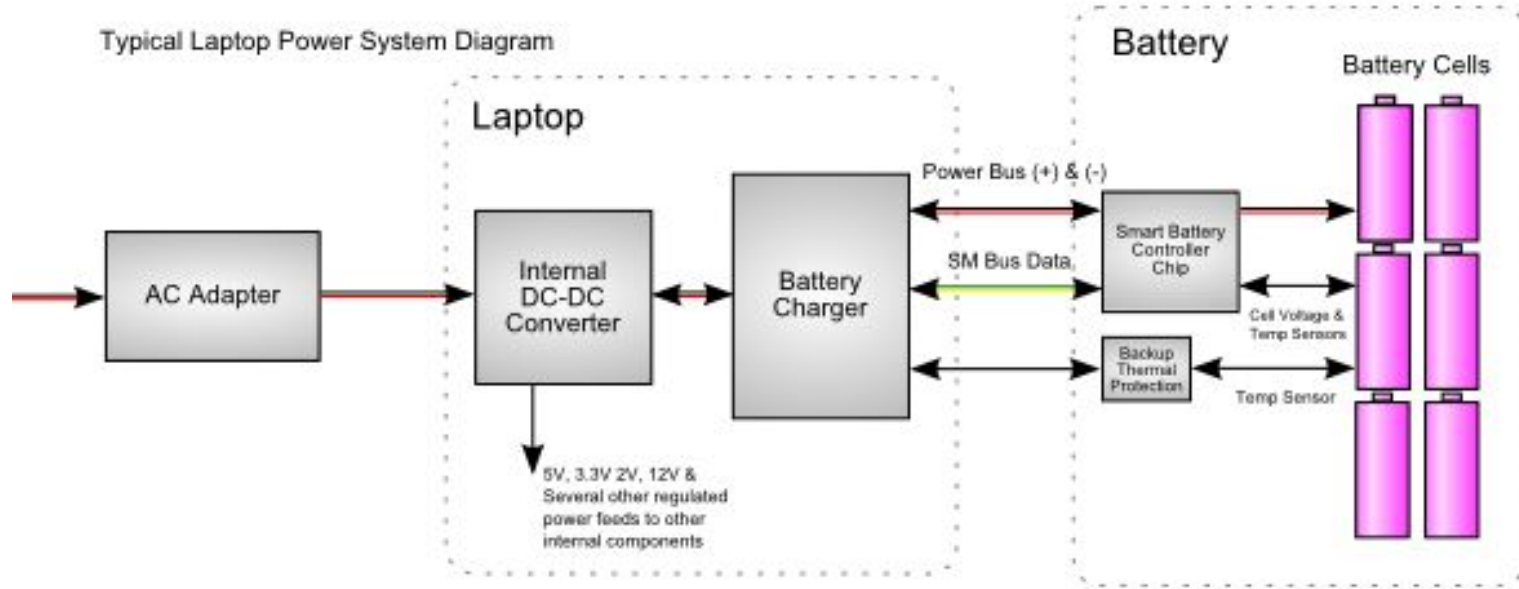 Typical Laptop Power System Diagram
Battery
Battery Cells
Laptop
Power Bus (+) & (-)
AC Adapter
Internal
DC-DC
Converter
Battery
Charger
SM Bus Data,
Smart Battery
Controller
Chip
Cell Voltage &
Temp Sensors
Backup
Thermal
Protection
Temp Sensor
5V, 3.3V 2V, 12V &
Several other regulated
power feeds to other
internal components